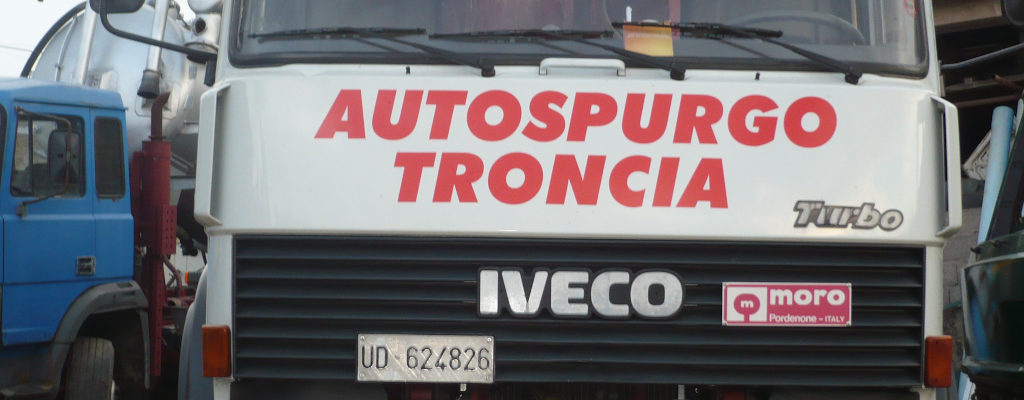 AUTOSPURGO
TRONCIA
Turbo
IVECO
m moro
Pordenone - ITALY
UD 624826